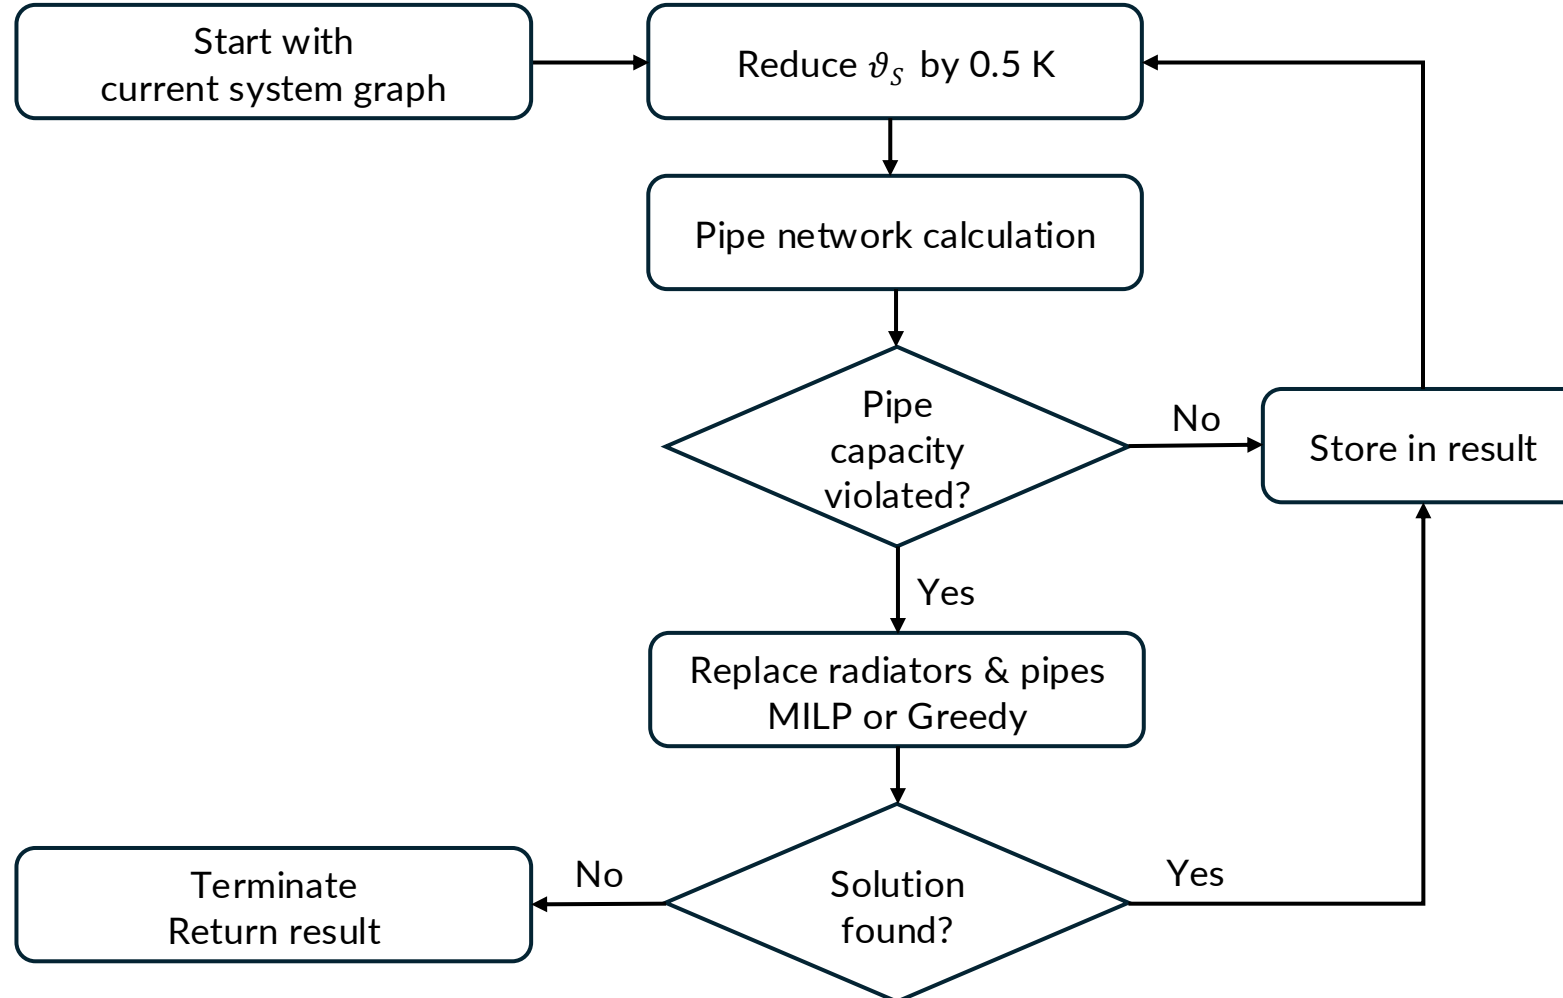 Start with
current system graph
Reduce 𝜗_S by 0.5 K
Pipe network calculation
Pipe
capacity
violated?
No
Store in result
Yes
Replace radiators & pipes
MILP or Greedy
Solution
found?
No
Yes
Terminate
Return result